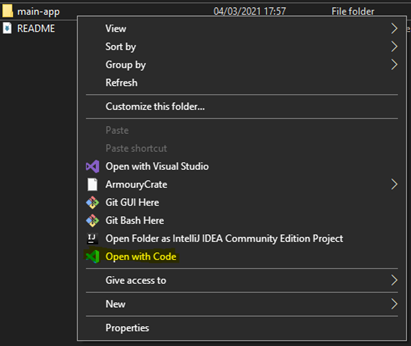 main-app 04/03/2021 17:57 File folder
README
View
Sort by
Group by
Refresh
Customize this folder...
Paste
Paste shortcut
Open with Visual Studio
ArmouryCrate
Git GUI Here
Git Bash Here
Open Folder as IntelliJ IDEA Community Edition Project
Open with Code
Give access to
New
Properties